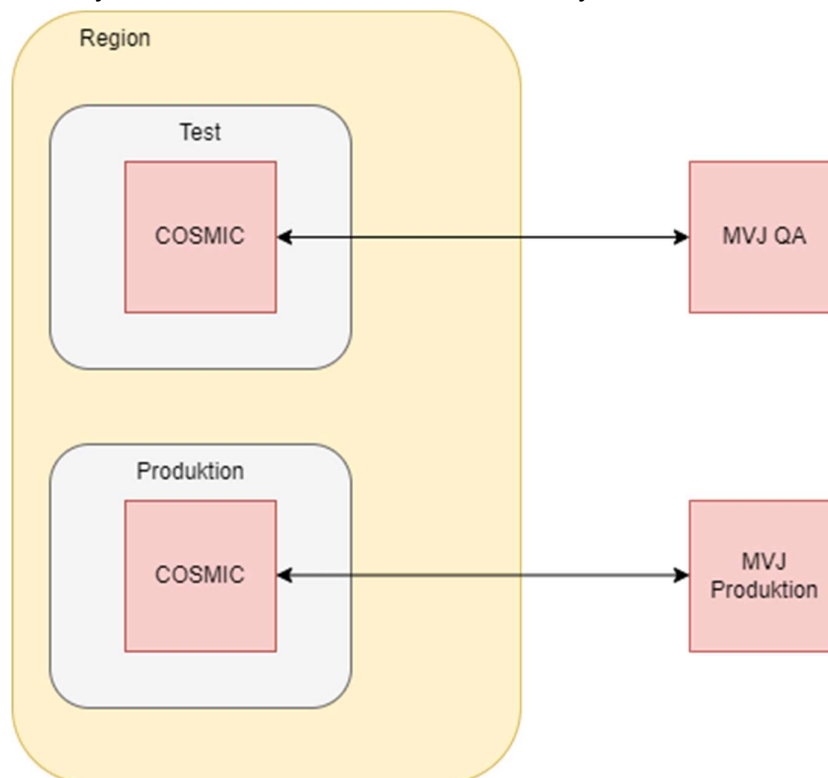 Region
Test
COSMIC
MVJ QA
Produktion
COSMIC
MVJ
Produktion